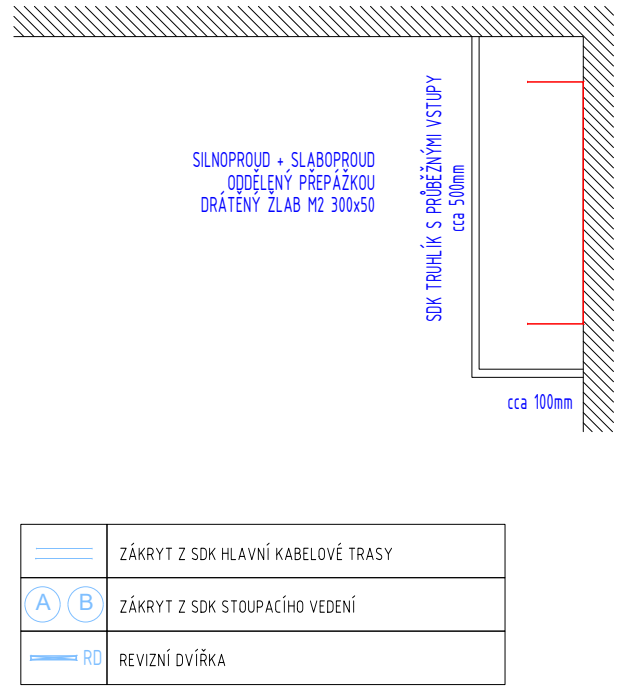 SILNOPROUD + SLABOPROUD
ODDĚLENÝ PŘEPÁŽKOU
DRÁTĚNÝ ŽLAB M2 300x50
SDK TRUHLÍK S PRŮBĚŽNÝMI VSTUPY
cca 500mm
cca 100mm
ZÁKRYT Z SDK HLAVNÍ KABELOVÉ TRASY
A B ZÁKRYT Z SDK STOUPACÍHO VEDENÍ
RD REVIZNÍ DVÍŘKA